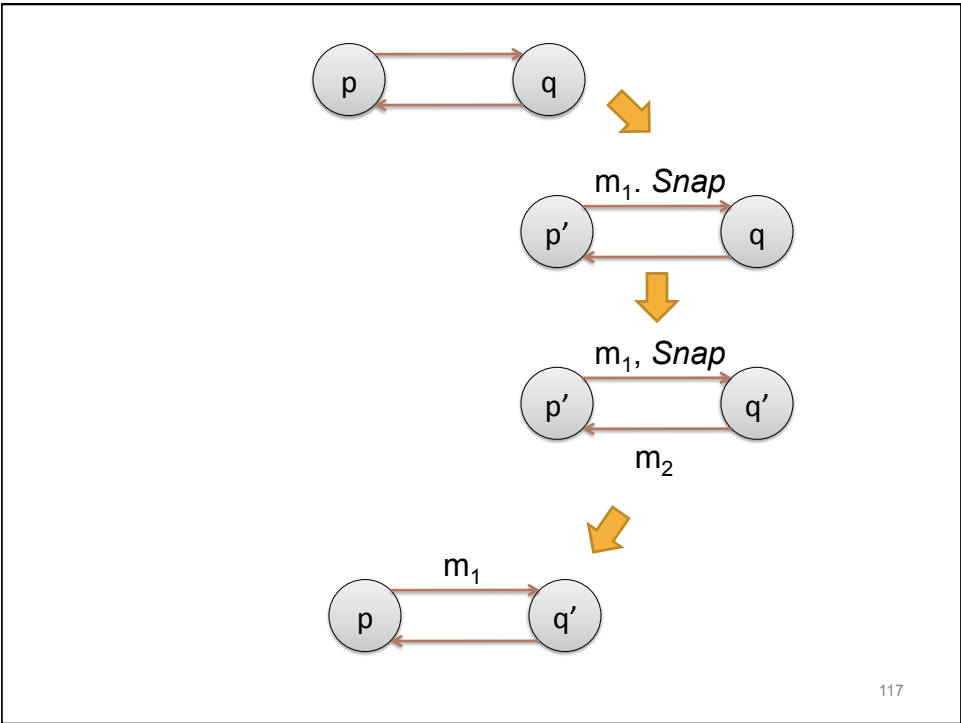 p q
m₁. Snap
p’ q
m₁, Snap
p’ q’
m₂
m₁
p q’
117